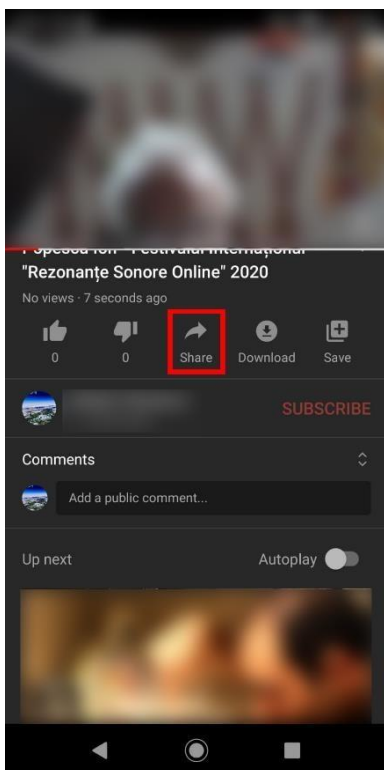 "Rezonanțe Sonore Online" 2020
No views · 7 seconds ago
0 0 Share Download Save
SUBSCRIBE
Comments
Add a public comment...
Up next Autoplay